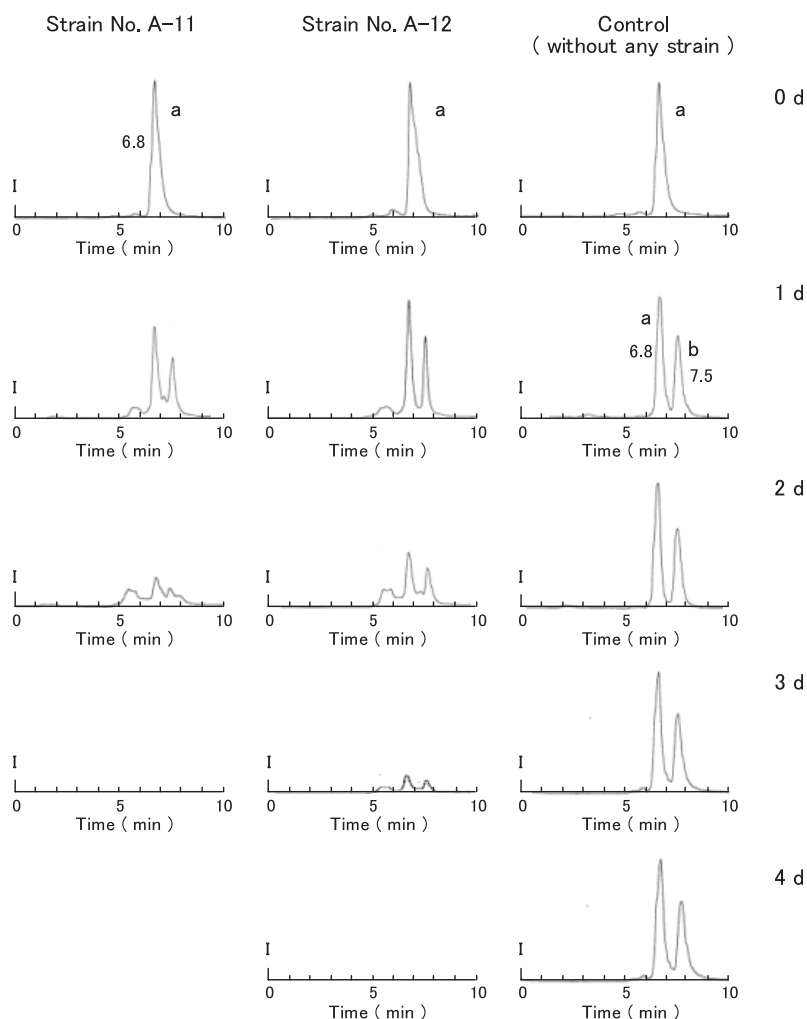 Strain No. A-11 Strain No. A-12 Control
( without any strain )
0 d
a a a
6.8
I I I
0 5 10 0 5 10 0 5 10
Time ( min ) Time ( min ) Time ( min )
1 d
a
6.8 b
7.5
I I I
0 5 10 0 5 10 0 5 10
Time ( min ) Time ( min ) Time ( min )
2 d
I I I
0 5 10 0 5 10 0 5 10
Time ( min ) Time ( min ) Time ( min )
3 d
I I I
0 5 10 0 5 10 0 5 10
Time ( min ) Time ( min ) Time ( min )
4 d
I I
0 5 10 0 5 10
Time ( min ) Time ( min )